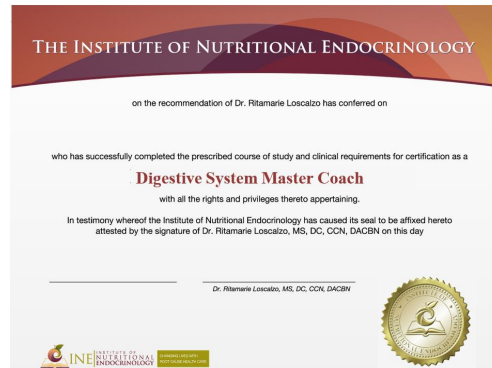 THE INSTITUTE OF NUTRITIONAL ENDOCRINOLOGY
on the recommendation of Dr. Ritamarie Loscalzo has conferred on
who has successfully completed the prescribed course of study and clinical requirements for certification as a
Digestive System Master Coach
with all the rights and privileges thereto appertaining.
In testimony whereof the Institute of Nutritional Endocrinology has caused its seal to be affixed hereto
attested by the signature of Dr. Ritamarie Loscalzo, MS, DC, CCN, DACBN on this day
Dr. Ritamarie Loscalzo, MS, DC, CCN, DACBN
INE
INSTITUTE OF
NUTRITIONAL
ENDOCRINOLOGY